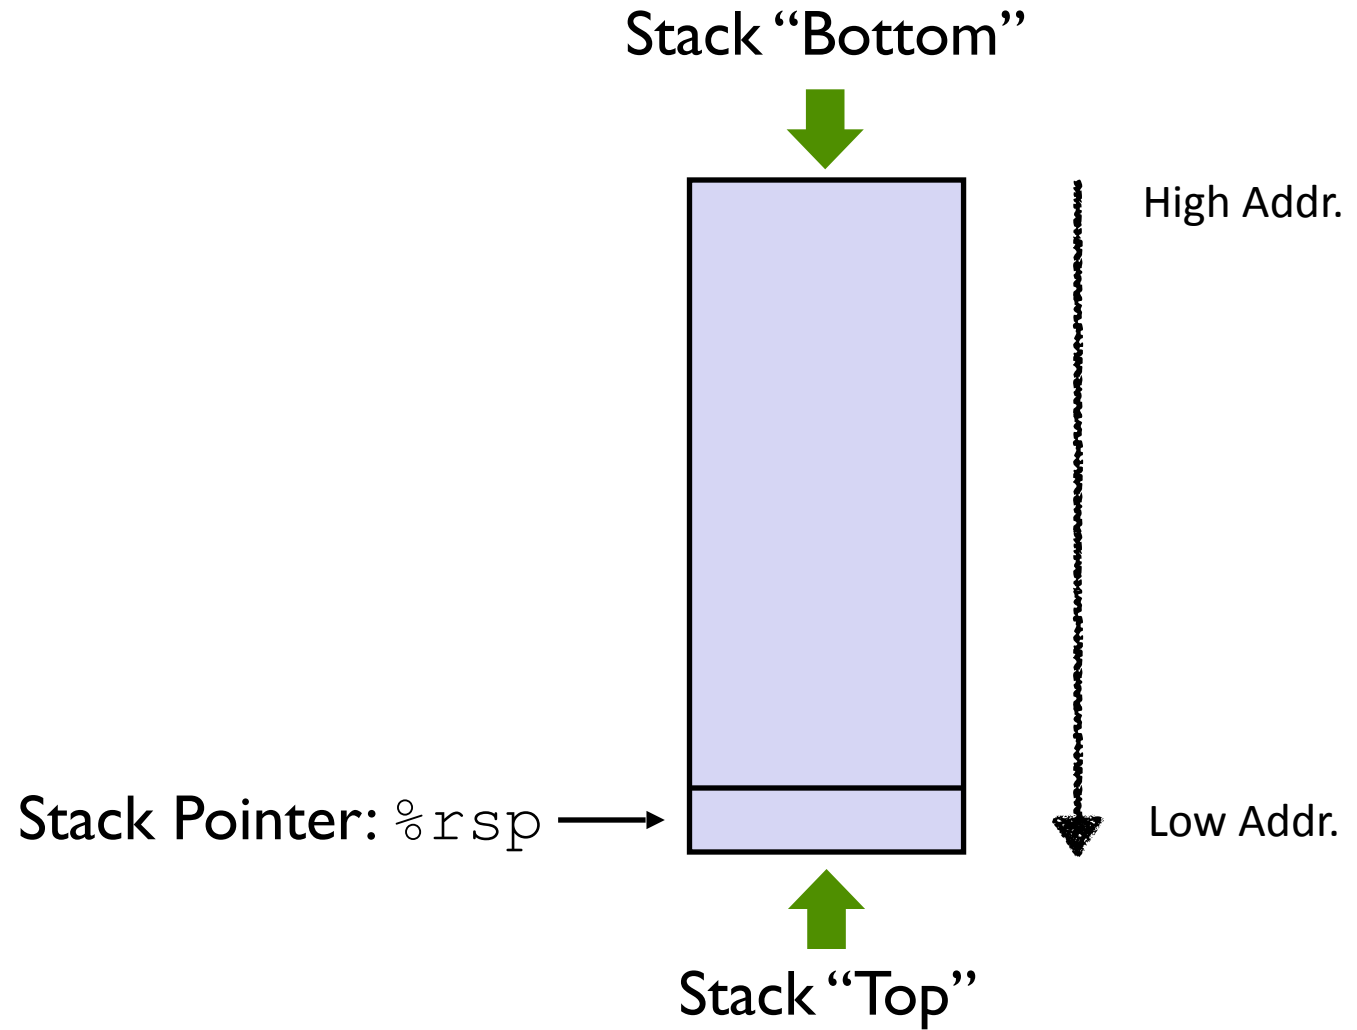 Stack “Bottom”
High Addr.
Stack Pointer: %rsp
Low Addr.
Stack “Top”